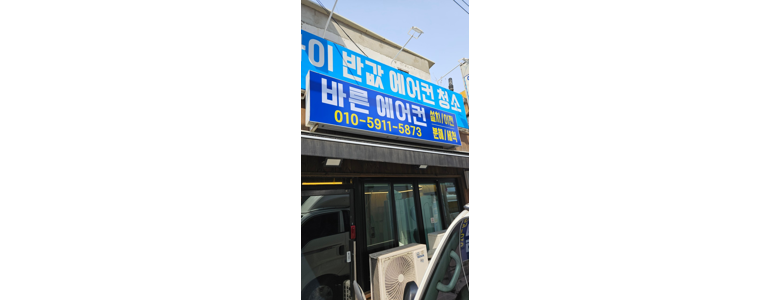 이 반값 에어컨 청소
바른 에어컨 설치/이전
010-5911-5873 분해/세척